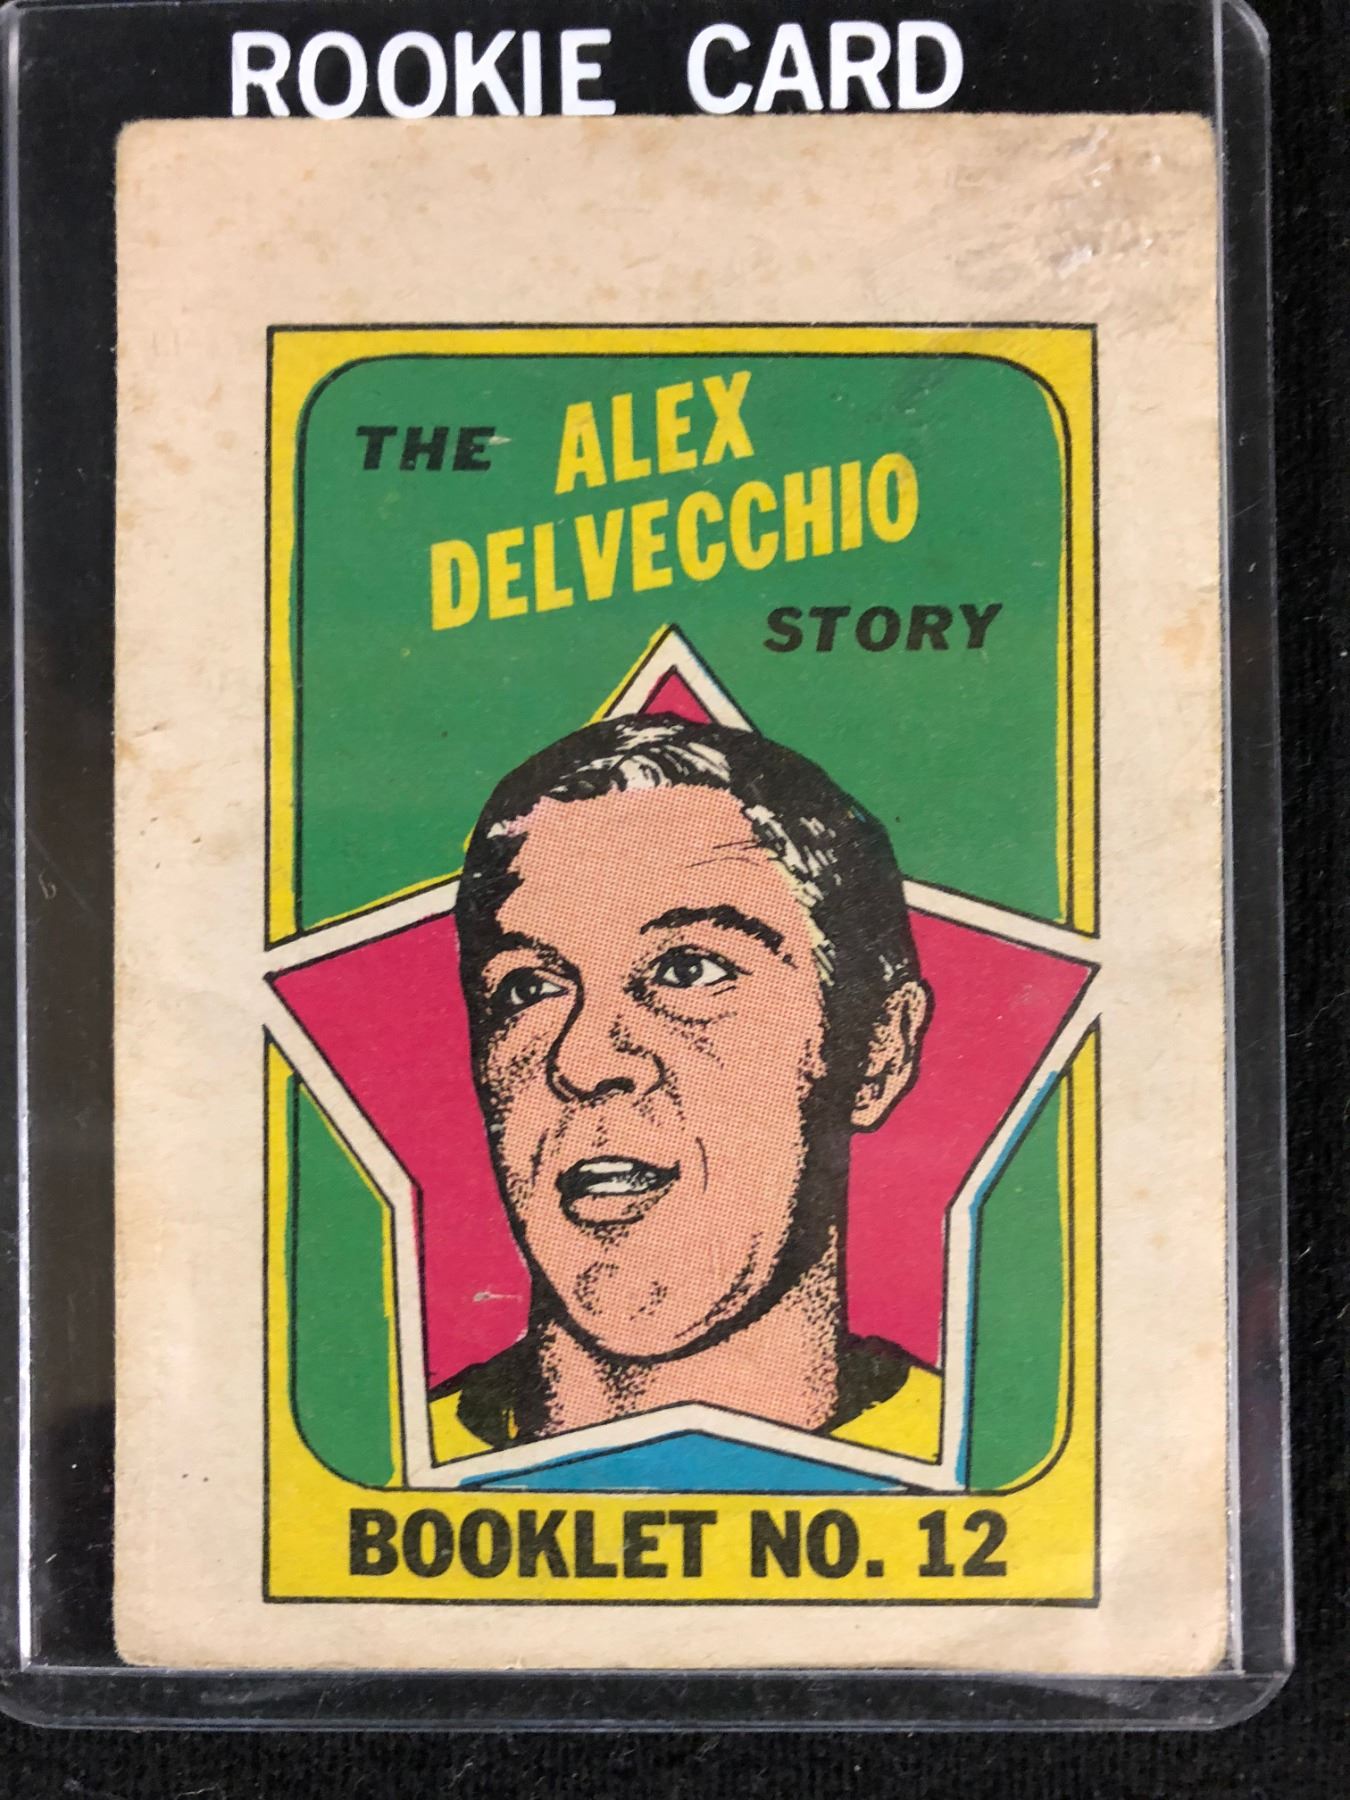 ROOKIE CARD
THE ALEX
DELVECCHIO
STORY
BOOKLET NO. 12